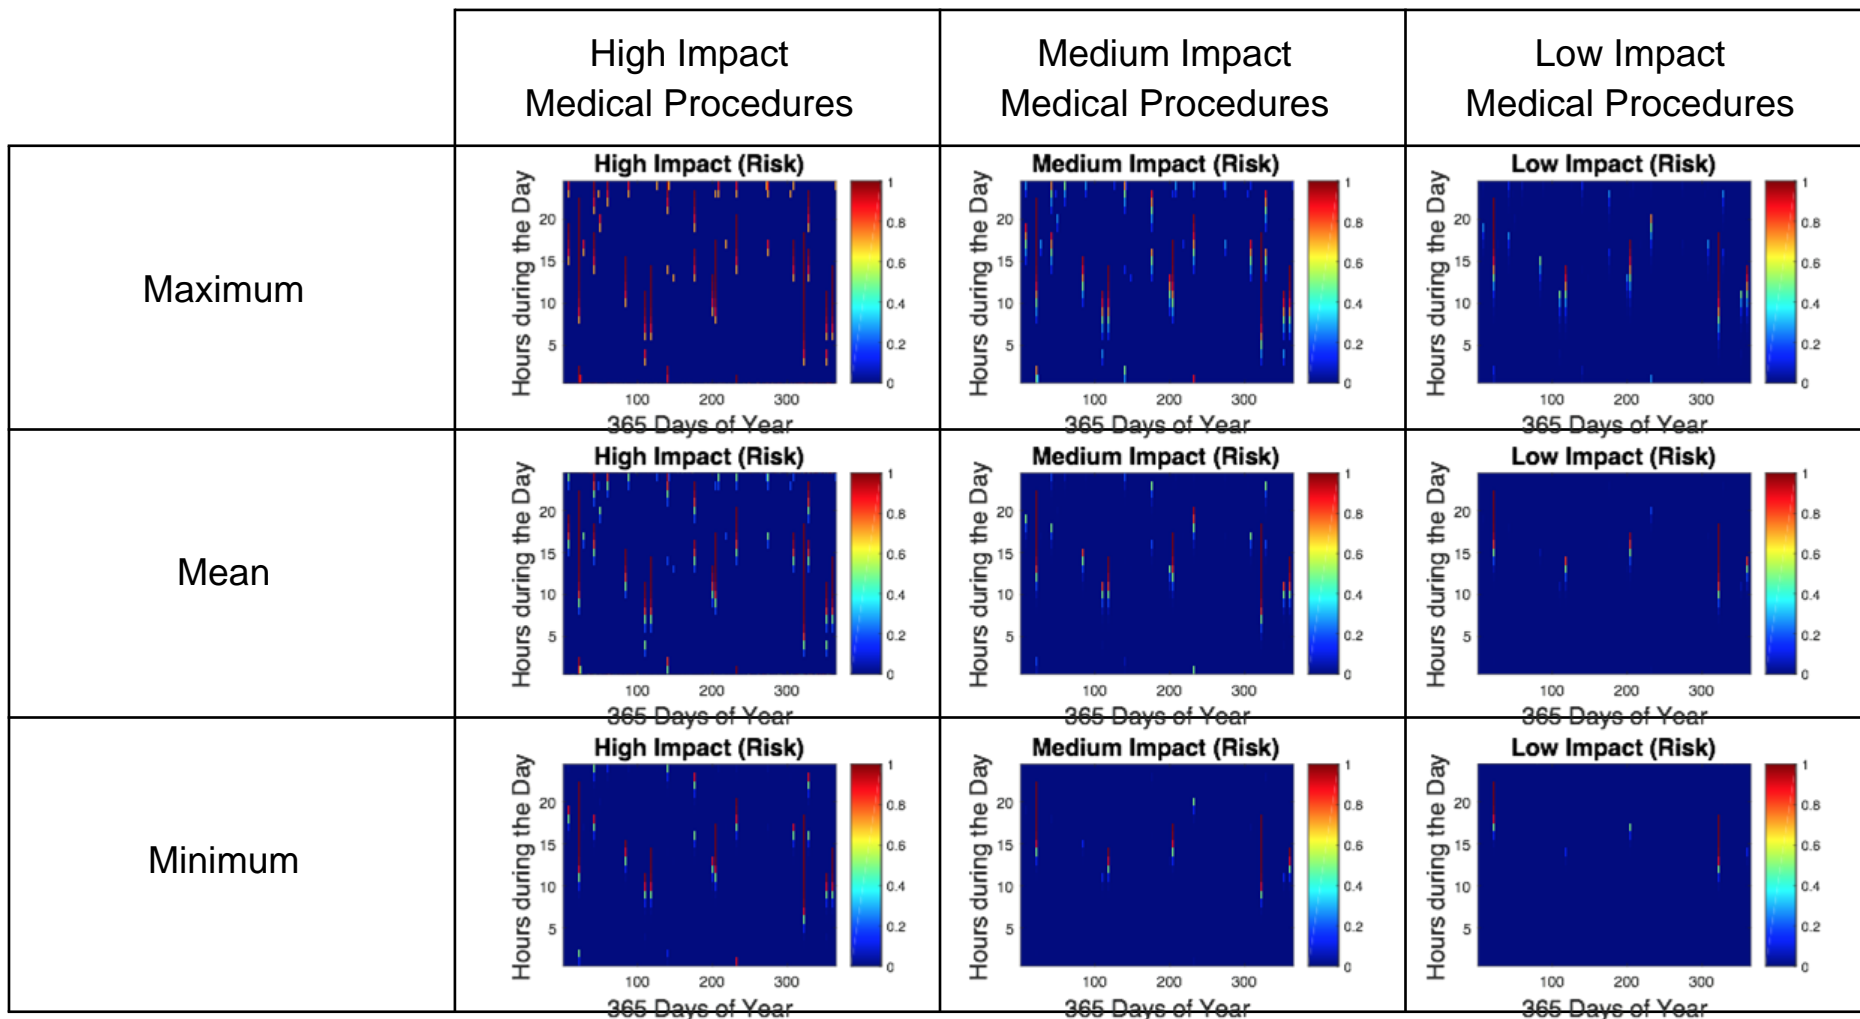 High Impact
Medical Procedures
Medium Impact
Medical Procedures
Low Impact
Medical Procedures
Maximum
High Impact (Risk)
Hours during the Day
20
15
10
5
100 200 300
365 Days of Year
1
0.8
0.6
0.4
0.2
0
Medium Impact (Risk)
Hours during the Day
20
15
10
5
100 200 300
365 Days of Year
1
0.8
0.6
0.4
0.2
0
Low Impact (Risk)
Hours during the Day
20
15
10
5
100 200 300
365 Days of Year
1
0.8
0.6
0.4
0.2
0
Mean
High Impact (Risk)
Hours during the Day
20
15
10
5
100 200 300
365 Days of Year
1
0.8
0.6
0.4
0.2
0
Medium Impact (Risk)
Hours during the Day
20
15
10
5
100 200 300
365 Days of Year
1
0.8
0.6
0.4
0.2
0
Low Impact (Risk)
Hours during the Day
20
15
10
5
100 200 300
365 Days of Year
1
0.8
0.6
0.4
0.2
0
Minimum
High Impact (Risk)
Hours during the Day
20
15
10
5
100 200 300
365 Days of Year
1
0.8
0.6
0.4
0.2
0
Medium Impact (Risk)
Hours during the Day
20
15
10
5
100 200 300
365 Days of Year
1
0.8
0.6
0.4
0.2
0
Low Impact (Risk)
Hours during the Day
20
15
10
5
100 200 300
365 Days of Year
1
0.8
0.6
0.4
0.2
0